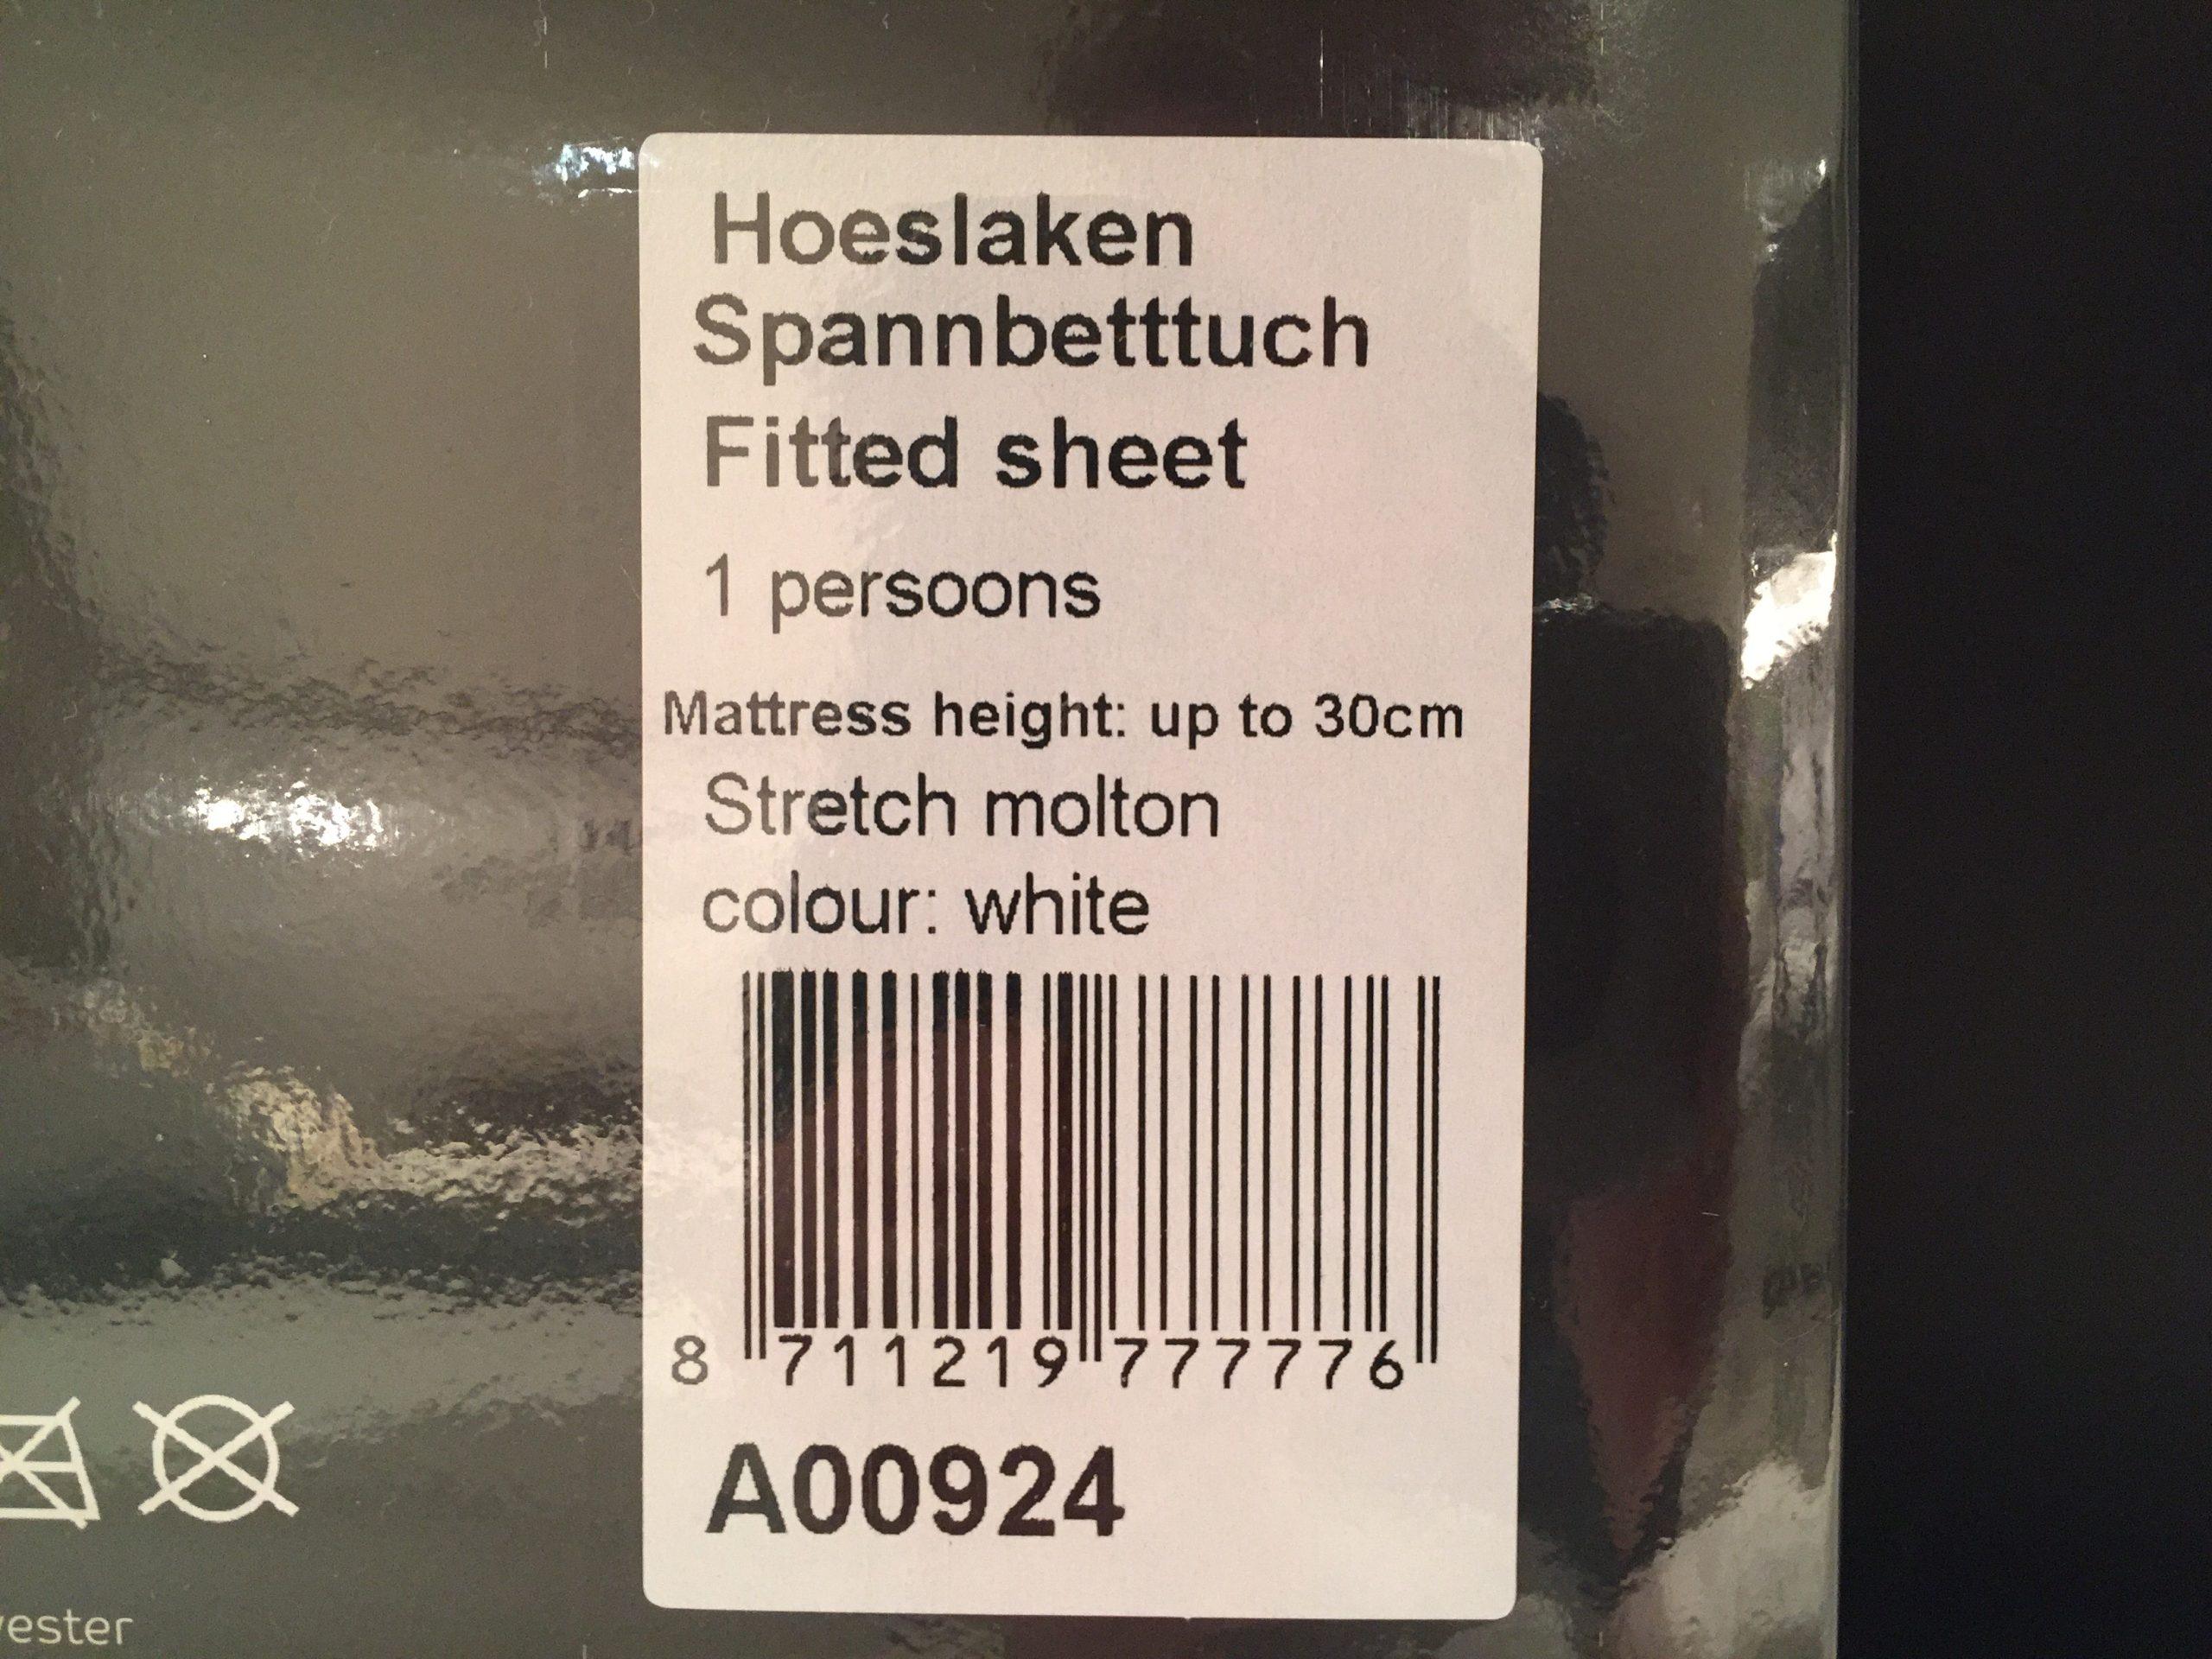 Hoeslaken
Spannbetttuch
Fitted sheet
1 persoons
Mattress height: up to 30cm
Stretch molton
colour: white
8 711219 777776
A00924